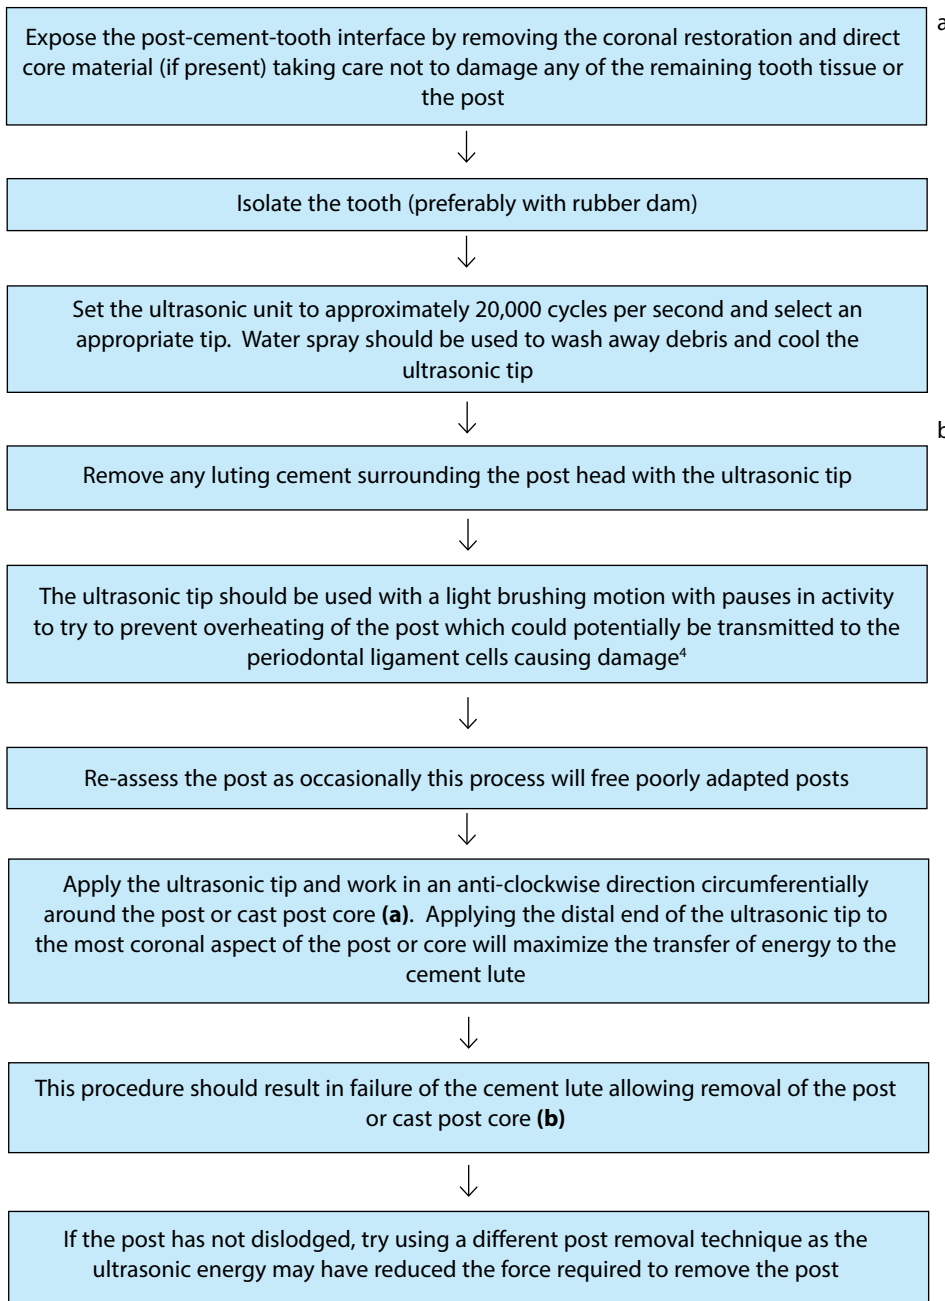 a
Expose the post-cement-tooth interface by removing the coronal restoration and direct
core material (if present) taking care not to damage any of the remaining tooth tissue or
the post
Isolate the tooth (preferably with rubber dam)
Set the ultrasonic unit to approximately 20,000 cycles per second and select an
appropriate tip.  Water spray should be used to wash away debris and cool the
ultrasonic tip
b
Remove any luting cement surrounding the post head with the ultrasonic tip
The ultrasonic tip should be used with a light brushing motion with pauses in activity
to try to prevent overheating of the post which could potentially be transmitted to the
periodontal ligament cells causing damage⁴
Re-assess the post as occasionally this process will free poorly adapted posts
Apply the ultrasonic tip and work in an anti-clockwise direction circumferentially
around the post or cast post core (a).  Applying the distal end of the ultrasonic tip to
the most coronal aspect of the post or core will maximize the transfer of energy to the
cement lute
This procedure should result in failure of the cement lute allowing removal of the post
or cast post core (b)
If the post has not dislodged, try using a different post removal technique as the
ultrasonic energy may have reduced the force required to remove the post